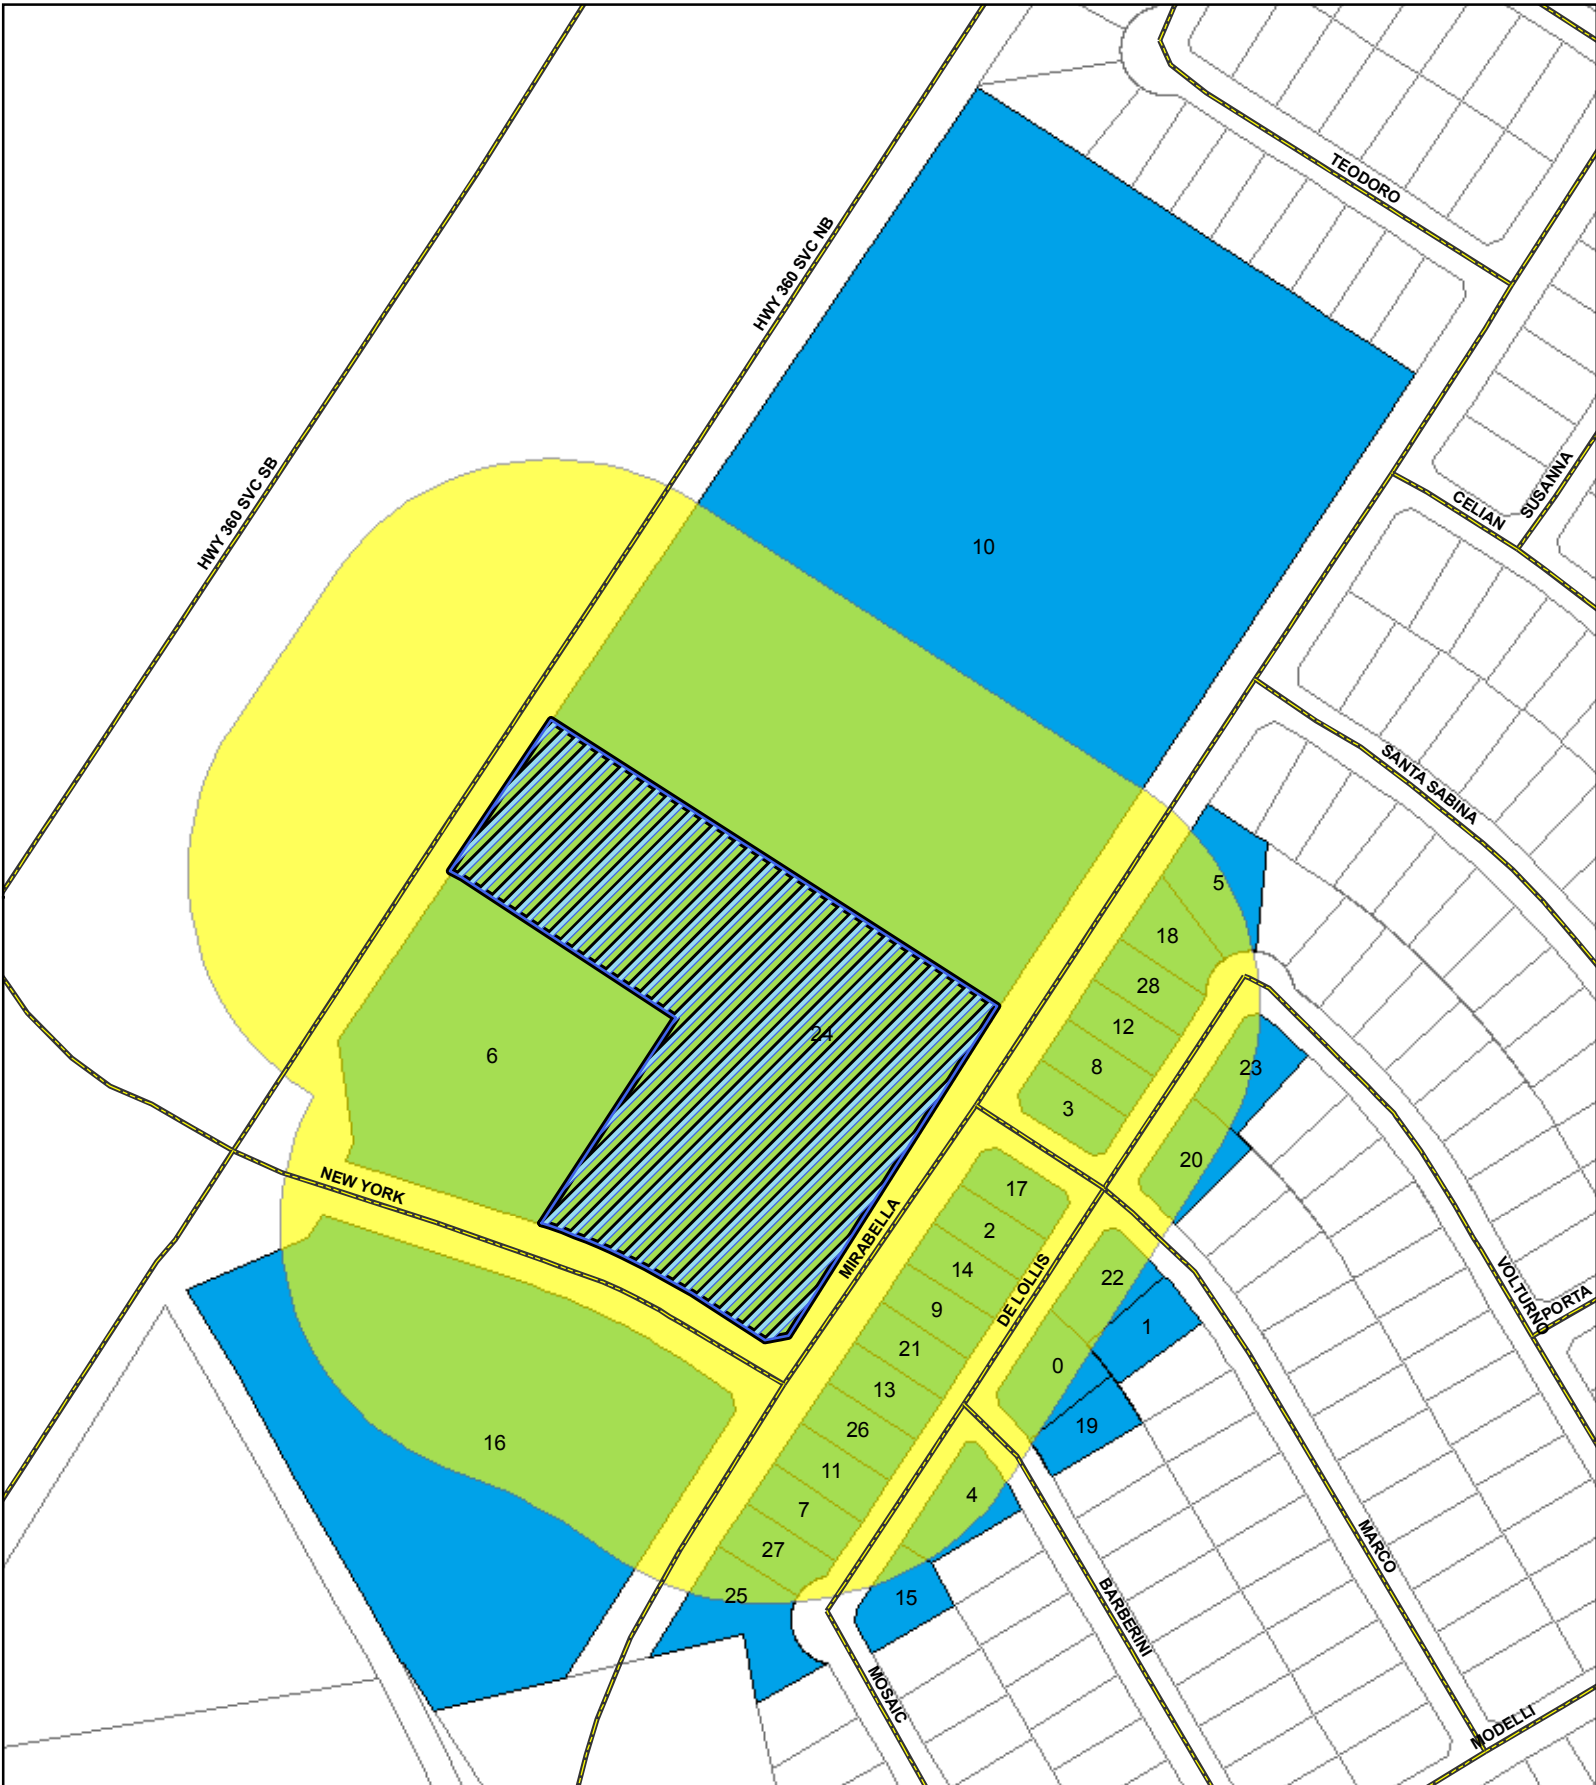 TEODORO
HWY 360 SVC NB
HWY 360 SVC SB
SUSANNA
CELIAN
10
SANTA SABINA
5
18
28
12
24
6
8
23
3
20
NEW YORK
17
MIRABELLA
2
14
DE LOLLIS
22
VOLTURNO
PORTA
9
1
21
0
13
26
19
16
11
4
7
MARCO
27
25
15
BARBERINI
MOSAIC
MODELLI